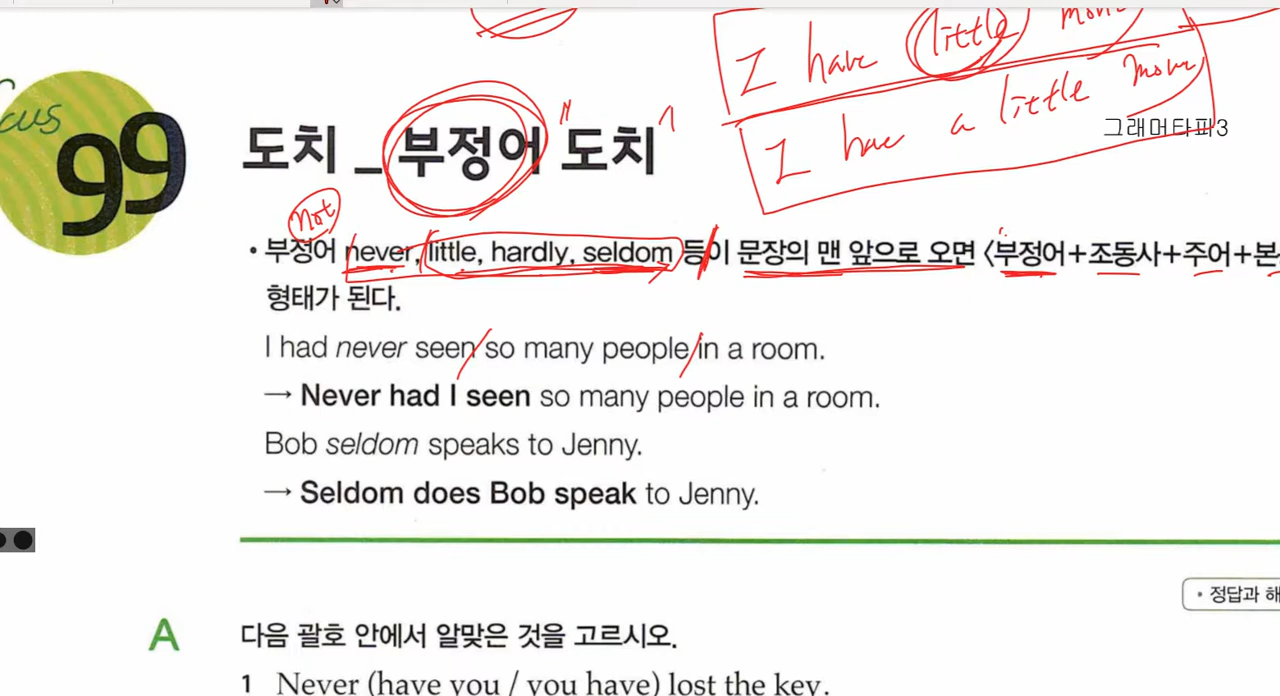 I have little
I have a little
그래머타피3
cus
99
도치 _ 부정어 도치
Not
• 부정어 never, little, hardly, seldom 등이 문장의 맨 앞으로 오면 〈부정어+조동사+주어+본
형태가 된다.
I had never seen so many people in a room.
→ Never had I seen so many people in a room.
Bob seldom speaks to Jenny.
→ Seldom does Bob speak to Jenny.
• 정답과 해
A 다음 괄호 안에서 알맞은 것을 고르시오.
1 Never (have you / you have) lost the key.